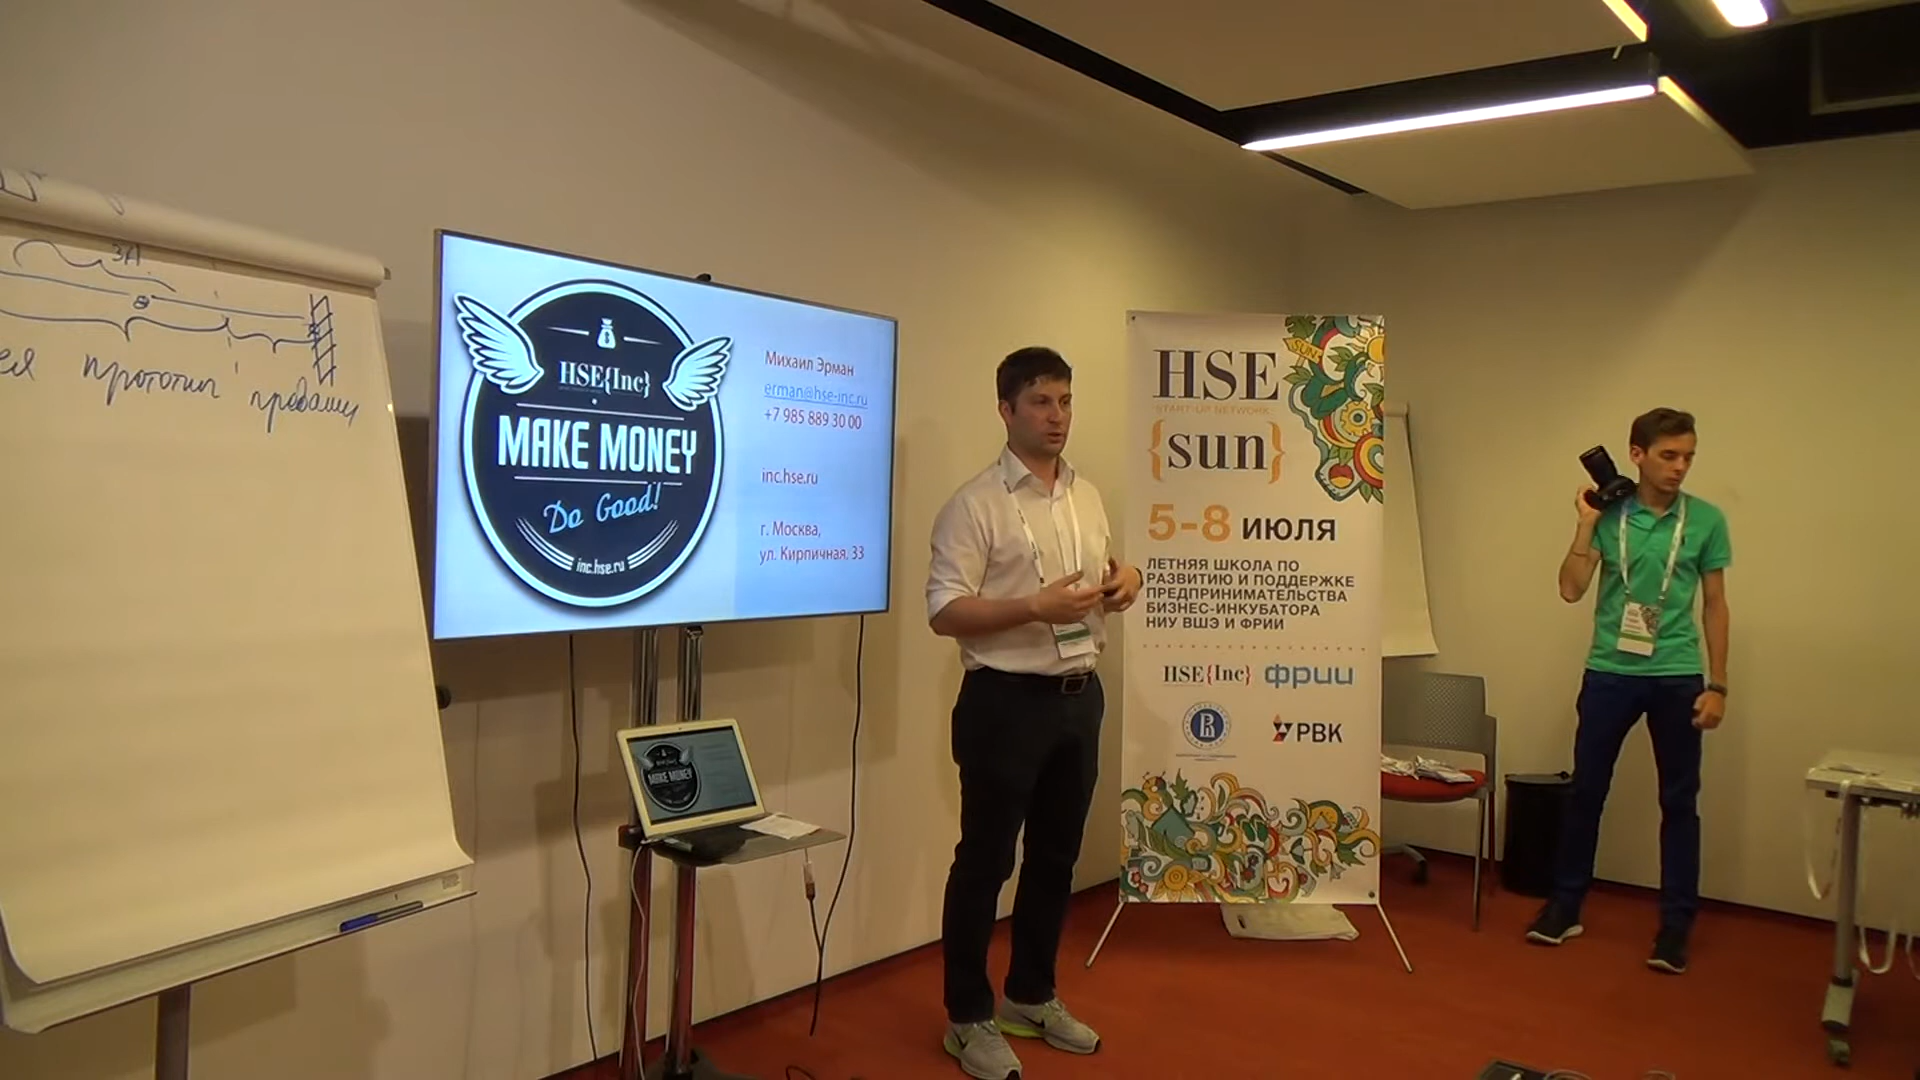 ЗА
прототип продаж
HSE{Inc}
MAKE MONEY
Do Good!
inc.hse.ru
Михаил Эрман
erman@hse-inc.ru
+7 985 889 30 00
inc.hse.ru
г. Москва,
ул. Кирпичная, 33
MAKE MONEY
HSE
START-UP NETWORK
{sun}
SUN
5-8 ИЮЛЯ
ЛЕТНЯЯ ШКОЛА ПО
РАЗВИТИЮ И ПОДДЕРЖКЕ
ПРЕДПРИНИМАТЕЛЬСТВА
БИЗНЕС-ИНКУБАТОРА
НИУ ВШЭ И ФРИИ
HSE{Inc} фрии
РВК